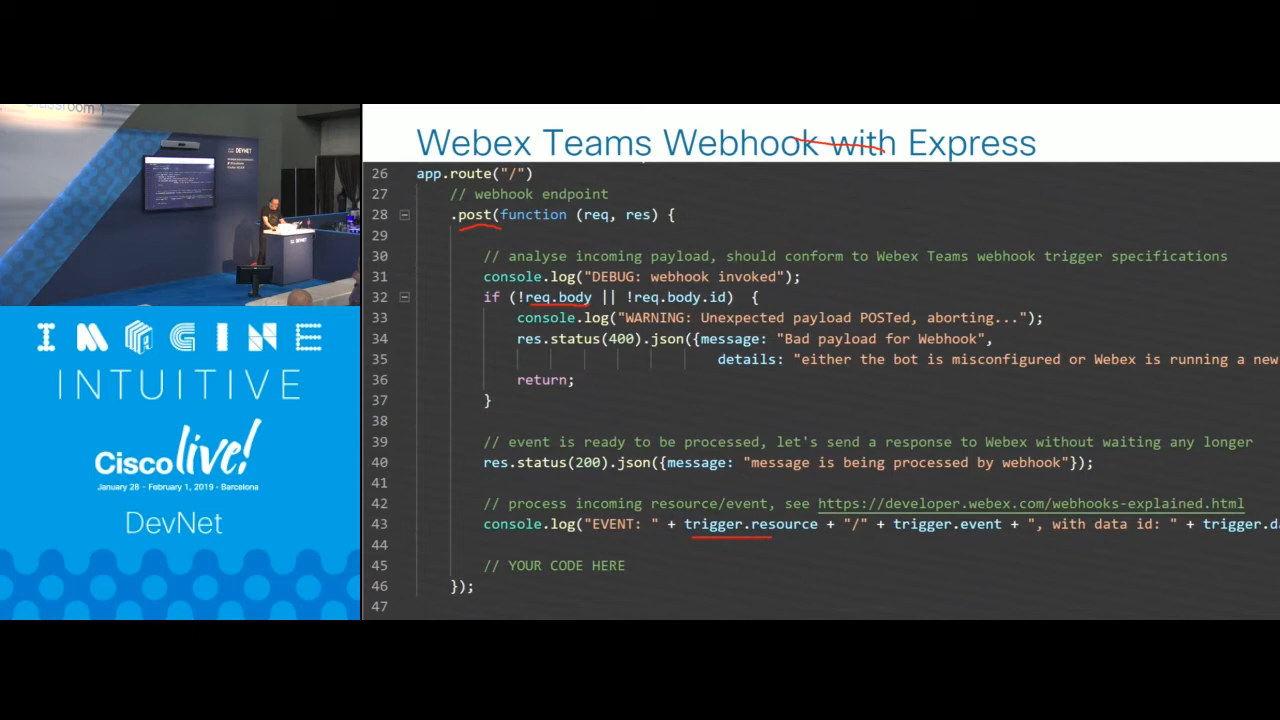 DEVNET
IMAGINE
INTUITIVE
Cisco live!
January 28 - February 1, 2019 · Barcelona
DevNet
Webex Teams Webhook with Express
26 app.route("/")
27 // webhook endpoint
28 .post(function (req, res) {
29
30 // analyse incoming payload, should conform to Webex Teams webhook trigger specifications
31 console.log("DEBUG: webhook invoked");
32 if (!req.body || !req.body.id) {
33 console.log("WARNING: Unexpected payload POSTed, aborting...");
34 res.status(400).json({message: "Bad payload for Webhook",
35 details: "either the bot is misconfigured or Webex is running a new
36 return;
37 }
38
39 // event is ready to be processed, let's send a response to Webex without waiting any longer
40 res.status(200).json({message: "message is being processed by webhook"});
41
42 // process incoming resource/event, see https://developer.webex.com/webhooks-explained.html
43 console.log("EVENT: " + trigger.resource + "/" + trigger.event + ", with data id: " + trigger.da
44
45 // YOUR CODE HERE
46 });
47